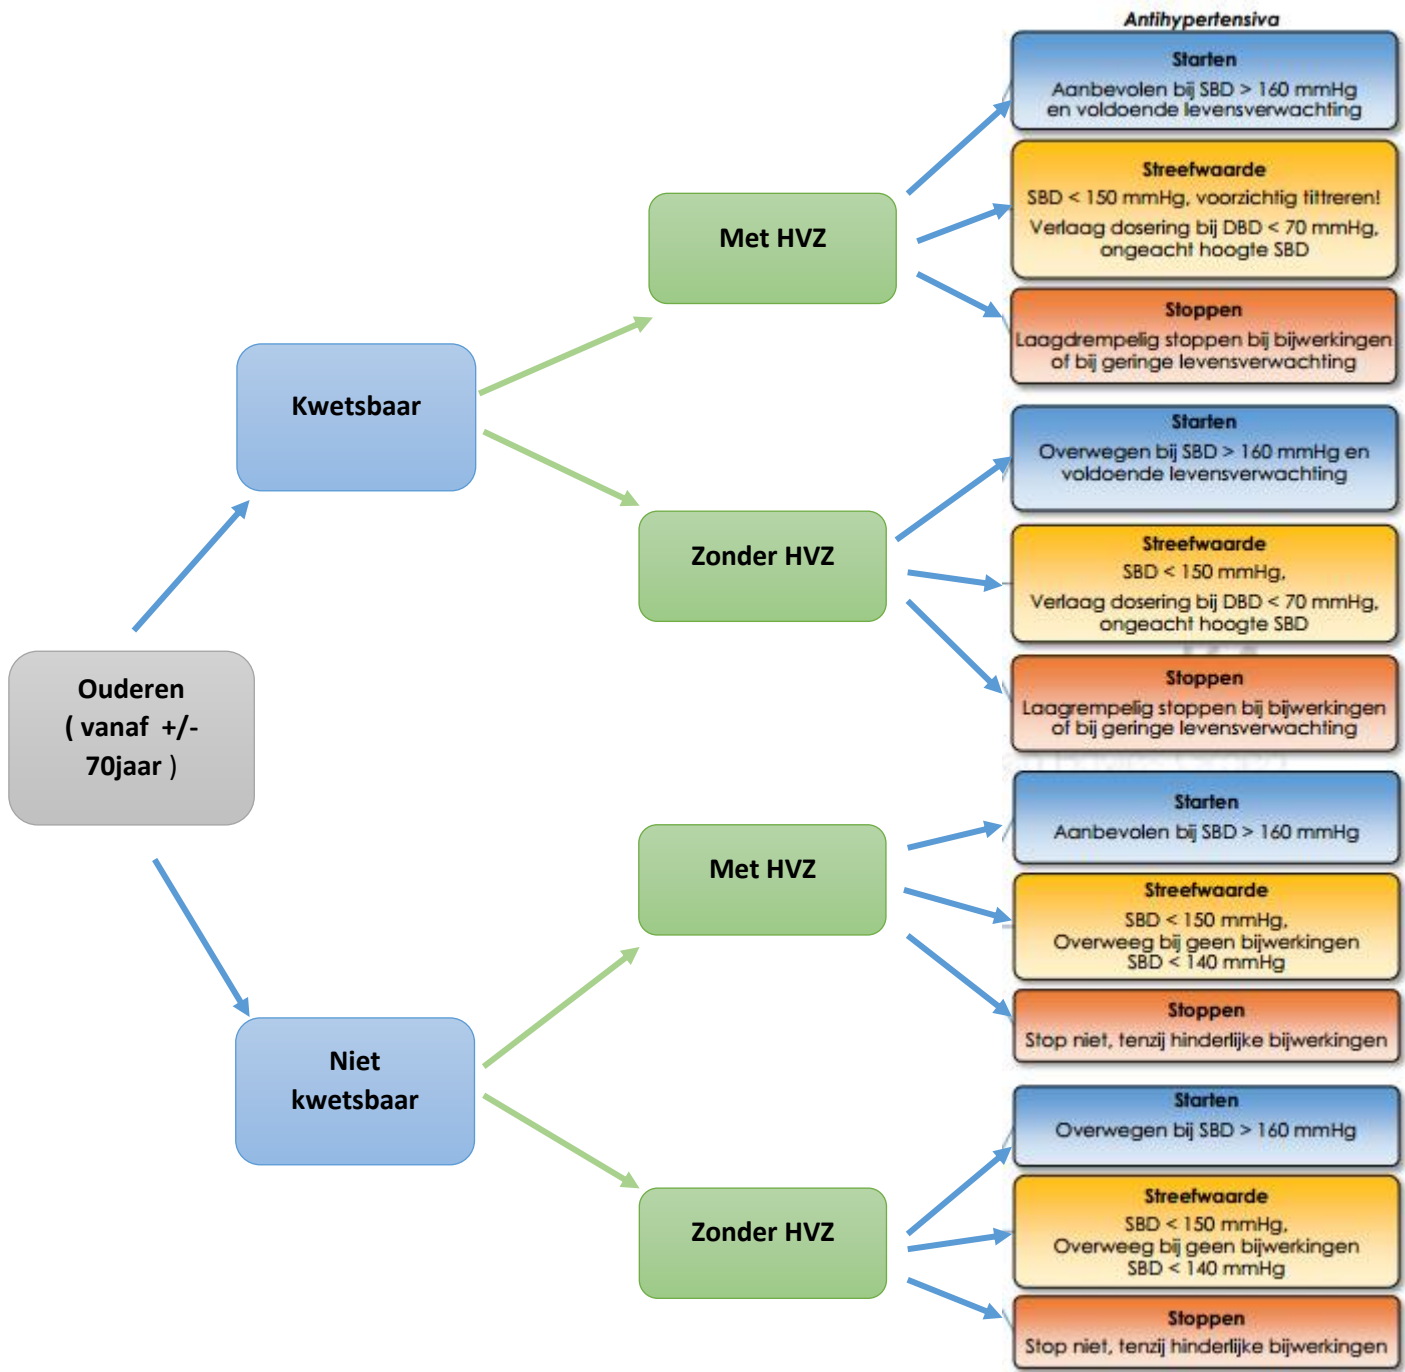 Antihypertensiva
Starten
Aanbevolen bij SBD > 160 mmHg
en voldoende levensverwachting
Streefwaarde
SBD < 150 mmHg, voorzichtig tittreren!
Verlaag dosering bij DBD < 70 mmHg,
ongeacht hoogte SBD
Stoppen
Laagdrempelig stoppen bij bijwerkingen
of bij geringe levensverwachting
Met HVZ
Kwetsbaar
Starten
Overwegen bij SBD > 160 mmHg en
voldoende levensverwachting
Streefwaarde
SBD < 150 mmHg,
Verlaag dosering bij DBD < 70 mmHg,
ongeacht hoogte SBD
Stoppen
Laagrempelig stoppen bij bijwerkingen
of bij geringe levensverwachting
Zonder HVZ
Ouderen
( vanaf +/-
70jaar )
Starten
Aanbevolen bij SBD > 160 mmHg
Streefwaarde
SBD < 150 mmHg,
Overweeg bij geen bijwerkingen
SBD < 140 mmHg
Stoppen
Stop niet, tenzij hinderlijke bijwerkingen
Met HVZ
Niet
kwetsbaar
Starten
Overwegen bij SBD > 160 mmHg
Streefwaarde
SBD < 150 mmHg,
Overweeg bij geen bijwerkingen
SBD < 140 mmHg
Stoppen
Stop niet, tenzij hinderlijke bijwerkingen
Zonder HVZ